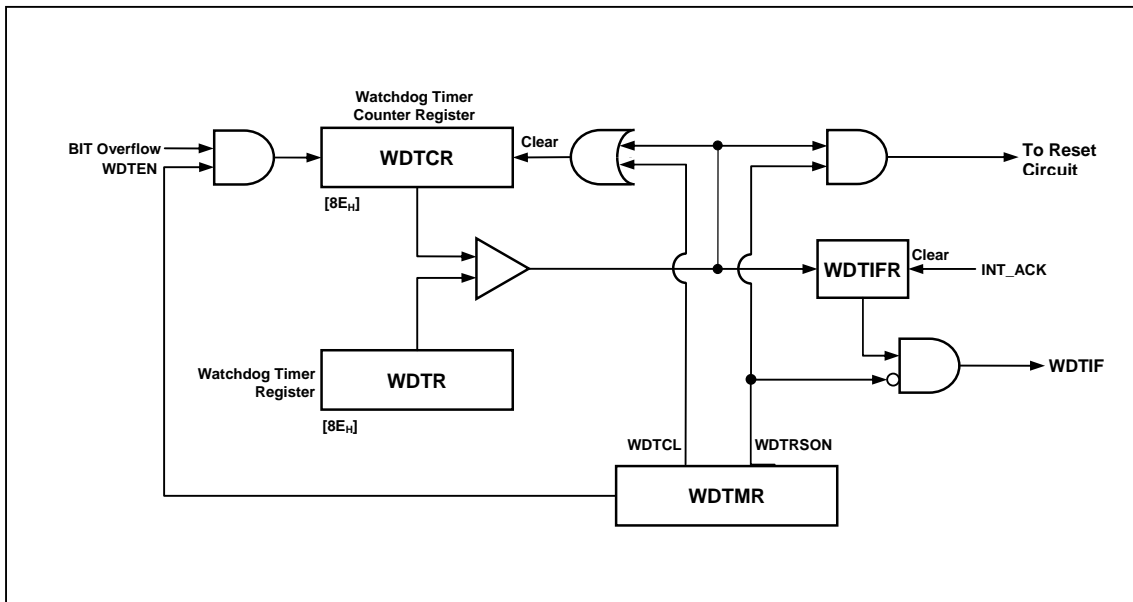 Watchdog Timer
Counter Register
BIT Overflow
WDTEN
WDTCR
Clear
To Reset
Circuit
[8EH]
WDTIFR
Clear
INT_ACK
Watchdog Timer
Register
WDTR
WDTIF
[8EH]
WDTCL
WDTRSON
WDTMR